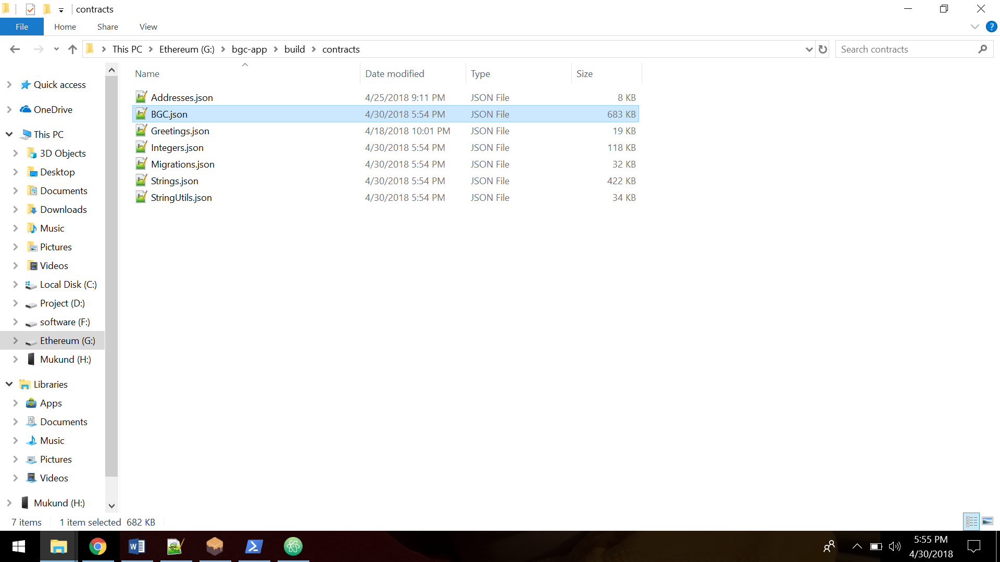 contracts
File Home Share View
This PC Ethereum (G:) bgc-app build contracts
Search contracts
Name Date modified Type Size
Addresses.json 4/25/2018 9:11 PM JSON File 8 KB
BGC.json 4/30/2018 5:54 PM JSON File 683 KB
Greetings.json 4/18/2018 10:01 PM JSON File 19 KB
Integers.json 4/30/2018 5:54 PM JSON File 118 KB
Migrations.json 4/30/2018 5:54 PM JSON File 32 KB
Strings.json 4/30/2018 5:54 PM JSON File 422 KB
StringUtils.json 4/30/2018 5:54 PM JSON File 34 KB
Quick access
OneDrive
This PC
3D Objects
Desktop
Documents
Downloads
Music
Pictures
Videos
Local Disk (C:)
Project (D:)
software (F:)
Ethereum (G:)
Mukund (H:)
Libraries
Apps
Documents
Music
Pictures
Videos
Mukund (H:)
7 items 1 item selected 682 KB
5:55 PM
4/30/2018